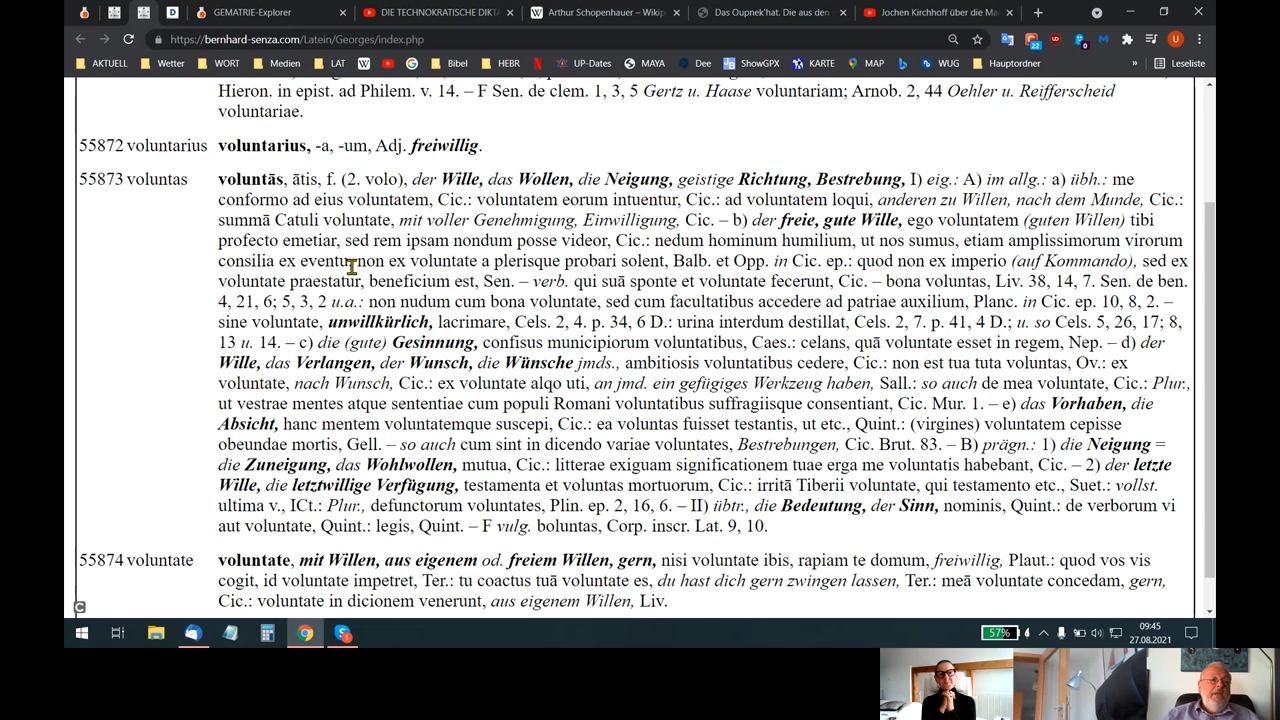 GEMATRIE-Explorer
DIE TECHNOKRATISCHE DIKT
Arthur Schopenhauer – Wikip
Das Oupnek'hat. Die aus den
Jochen Kirchhoff über die Ma
https://bernhard-senza.com/Latein/Georges/index.php
AKTUELL Wetter WORT Medien LAT Bibel HEBR UP-Dates MAYA Dee ShowGPX KARTE MAP WUG Hauptordner » Leseliste
Hieron. in epist. ad Philem. v. 14. – F Sen. de clem. 1, 3, 5 Gertz u. Haase voluntariam; Arnob. 2, 44 Oehler u. Reifferscheid
voluntariae.
55872 voluntarius voluntarius, -a, -um, Adj. freiwillig.
55873 voluntas voluntās, ātis, f. (2. volo), der Wille, das Wollen, die Neigung, geistige Richtung, Bestrebung, I) eig.: A) im allg.: a) übh.: me
conformo ad eius voluntatem, Cic.: voluntatem eorum intuentur, Cic.: ad voluntatem loqui, anderen zu Willen, nach dem Munde, Cic.:
summā Catuli voluntate, mit voller Genehmigung, Einwilligung, Cic. – b) der freie, gute Wille, ego voluntatem (guten Willen) tibi
profecto emetiar, sed rem ipsam nondum posse videor, Cic.: nedum hominum humilium, ut nos sumus, etiam amplissimorum virorum
consilia ex eventu non ex voluntate a plerisque probari solent, Balb. et Opp. in Cic. ep.: quod non ex imperio (auf Kommando), sed ex
voluntate praestatur, beneficium est, Sen. – verb. qui suā sponte et voluntate fecerunt, Cic. – bona voluntas, Liv. 38, 14, 7. Sen. de ben.
4, 21, 6; 5, 3, 2 u.a.: non nudum cum bona voluntate, sed cum facultatibus accedere ad patriae auxilium, Planc. in Cic. ep. 10, 8, 2. –
sine voluntate, unwillkürlich, lacrimare, Cels. 2, 4. p. 34, 6 D.: urina interdum destillat, Cels. 2, 7. p. 41, 4 D.; u. so Cels. 5, 26, 17; 8,
13 u. 14. – c) die (gute) Gesinnung, confisus municipiorum voluntatibus, Caes.: celans, quā voluntate esset in regem, Nep. – d) der
Wille, das Verlangen, der Wunsch, die Wünsche jmds., ambitiosis voluntatibus cedere, Cic.: non est tua tuta voluntas, Ov.: ex
voluntate, nach Wunsch, Cic.: ex voluntate alqo uti, an jmd. ein gefügiges Werkzeug haben, Sall.: so auch de mea voluntate, Cic.: Plur.,
ut vestrae mentes atque sententiae cum populi Romani voluntatibus suffragiisque consentiant, Cic. Mur. 1. – e) das Vorhaben, die
Absicht, hanc mentem voluntatemque suscepi, Cic.: ea voluntas fuisset testantis, ut etc., Quint.: (virgines) voluntatem cepisse
obeundae mortis, Gell. – so auch cum sint in dicendo variae voluntates, Bestrebungen, Cic. Brut. 83. – B) prägn.: 1) die Neigung =
die Zuneigung, das Wohlwollen, mutua, Cic.: litterae exiguam significationem tuae erga me voluntatis habebant, Cic. – 2) der letzte
Wille, die letztwillige Verfügung, testamenta et voluntas mortuorum, Cic.: irritā Tiberii voluntate, qui testamento etc., Suet.: vollst.
ultima v., ICt.: Plur., defunctorum voluntates, Plin. ep. 2, 16, 6. – II) übtr., die Bedeutung, der Sinn, nominis, Quint.: de verborum vi
aut voluntate, Quint.: legis, Quint. – F vulg. boluntas, Corp. inscr. Lat. 9, 10.
55874 voluntate voluntate, mit Willen, aus eigenem od. freiem Willen, gern, nisi voluntate ibis, rapiam te domum, freiwillig, Plaut.: quod vos vis
cogit, id voluntate impetret, Ter.: tu coactus tuā voluntate es, du hast dich gern zwingen lassen, Ter.: meā voluntate concedam, gern,
Cic.: voluntate in dicionem venerunt, aus eigenem Willen, Liv.
57%
09:45
27.08.2021